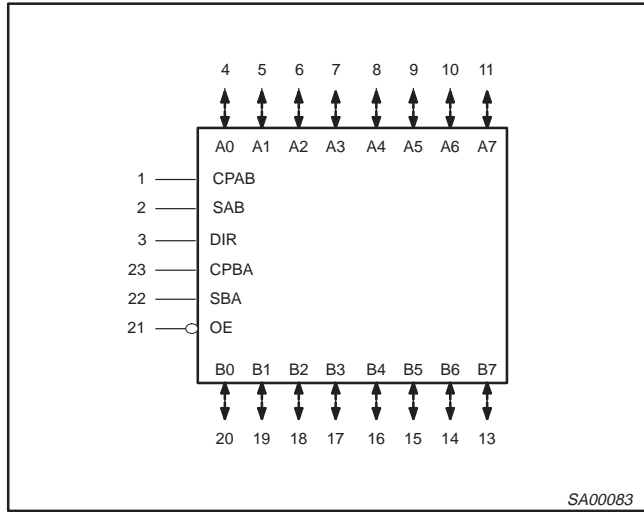 4 5 6 7 8 9 10 11
A0 A1 A2 A3 A4 A5 A6 A7
1 CPAB
2 SAB
3 DIR
23 CPBA
22 SBA
21 OE
B0 B1 B2 B3 B4 B5 B6 B7
20 19 18 17 16 15 14 13
SA00083